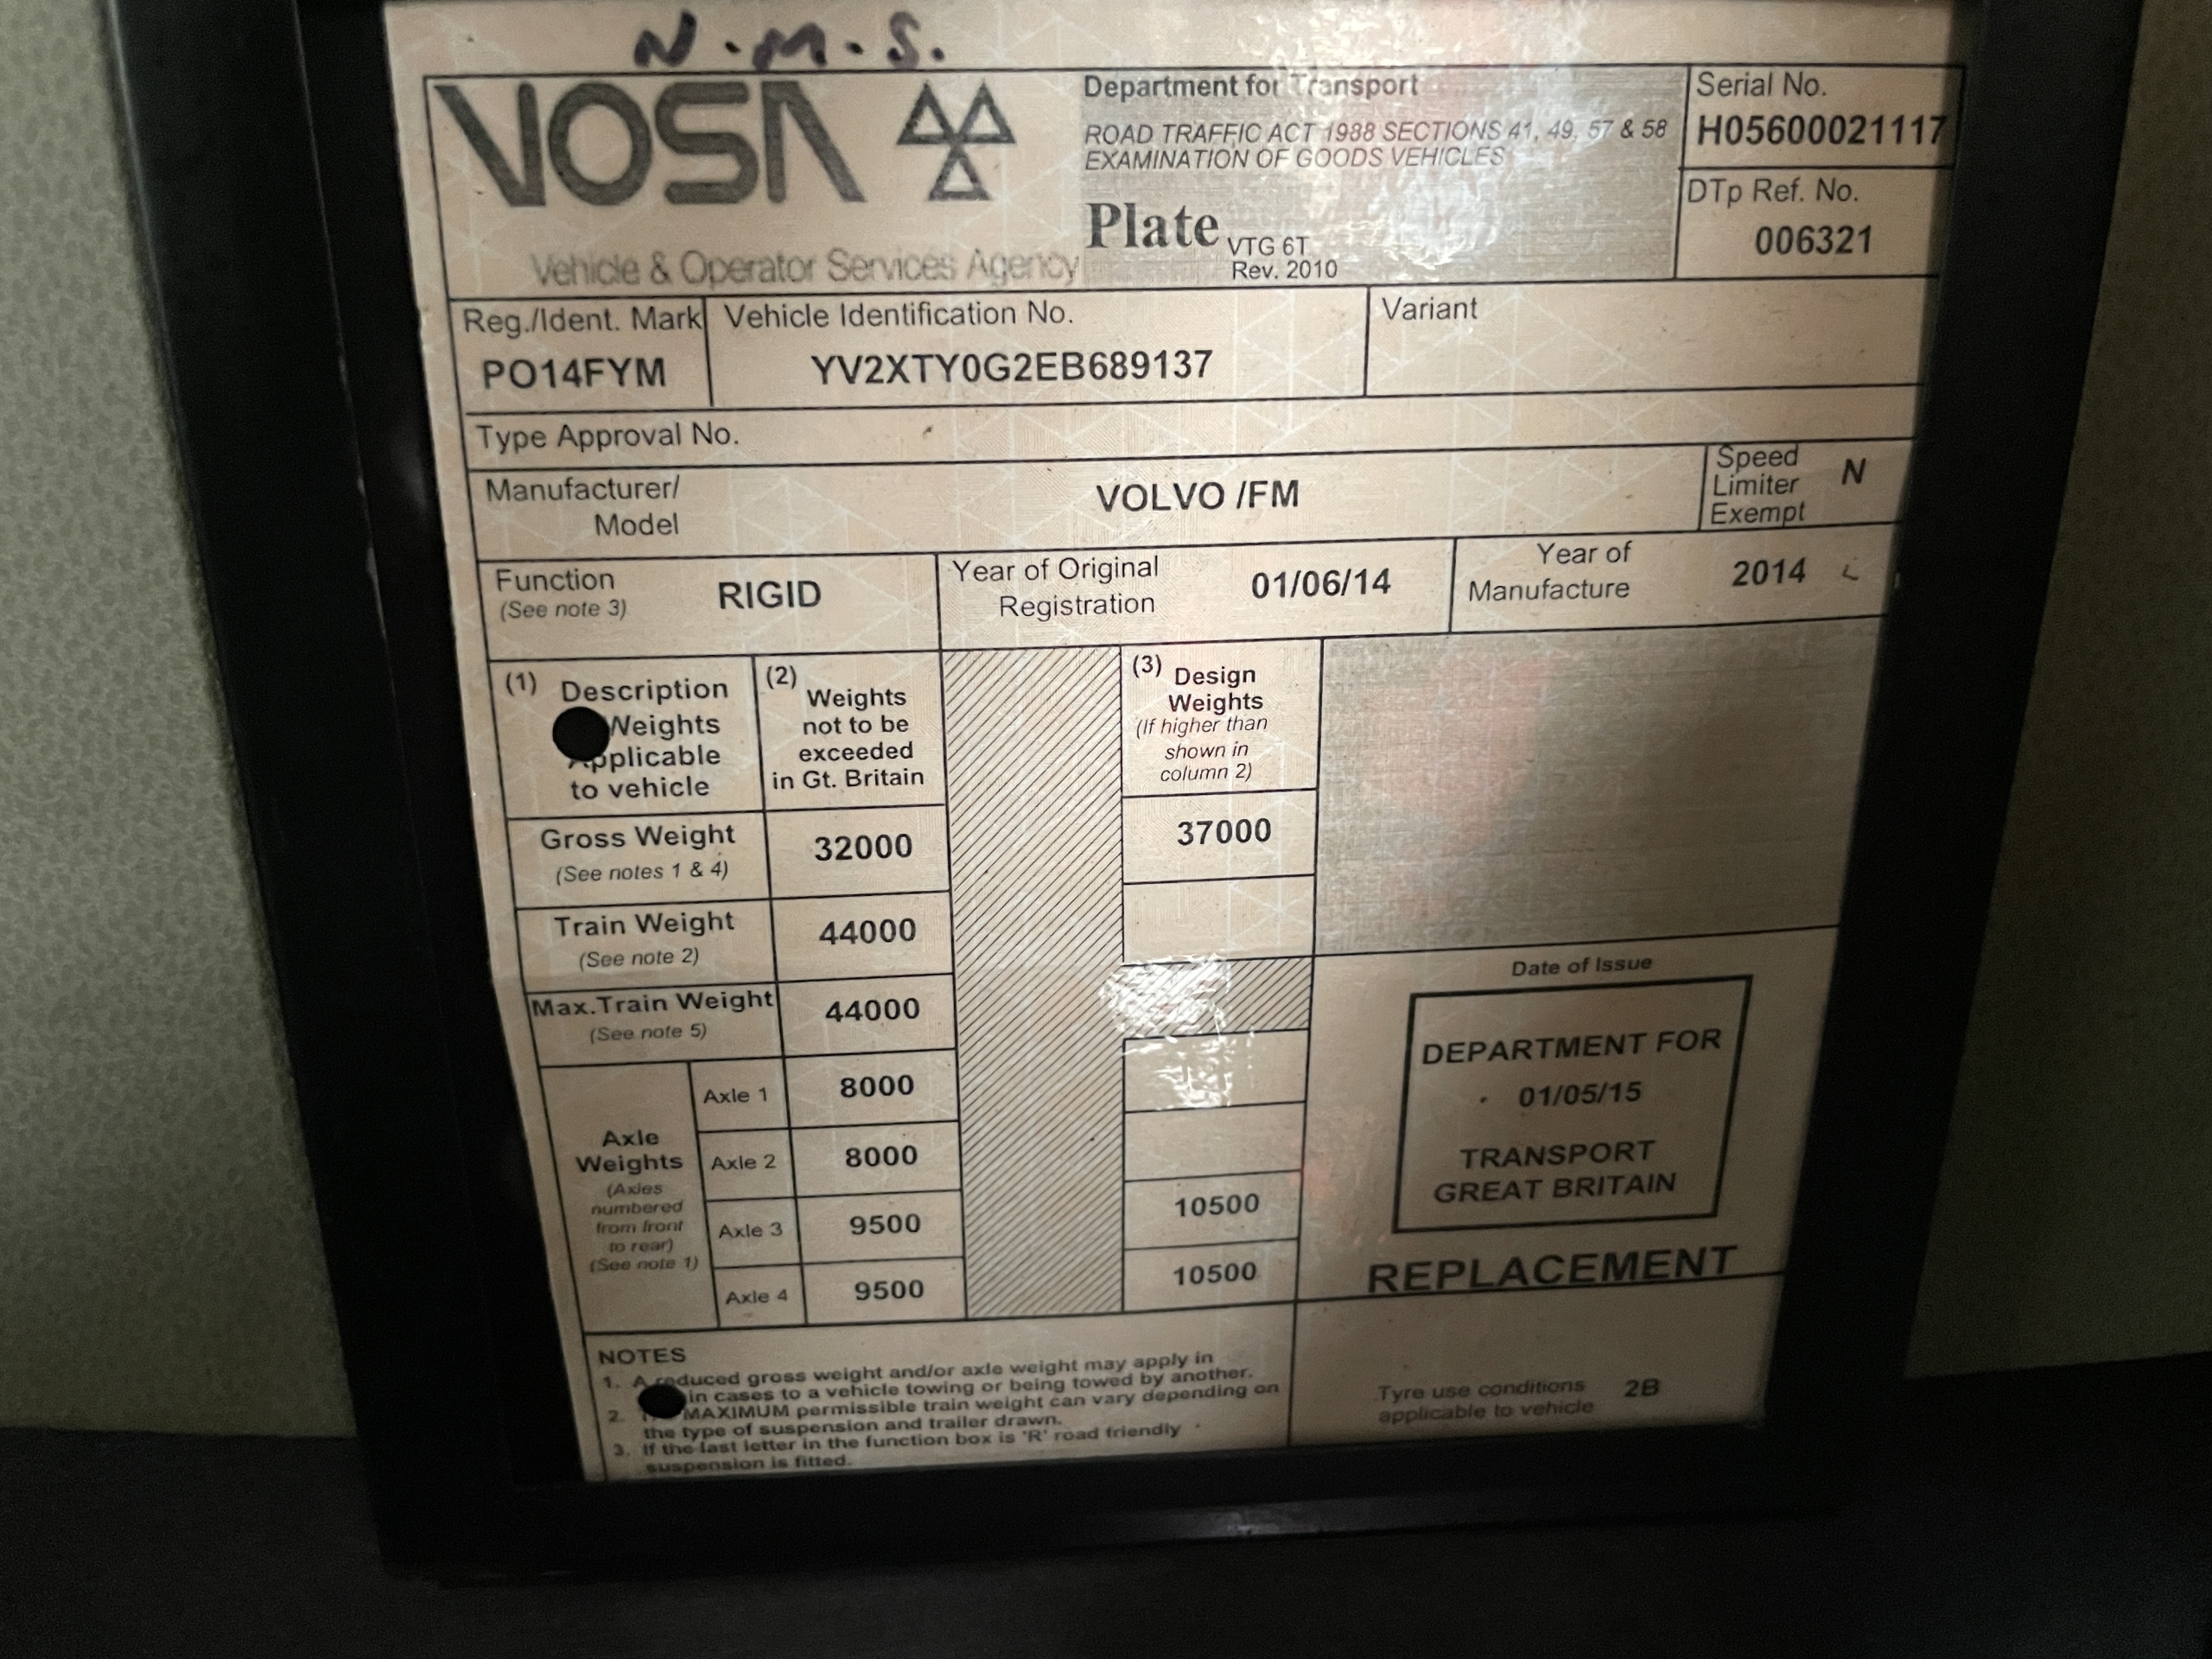 N.M.S.
VOSA
Vehicle & Operator Services Agency
Department for Transport
ROAD TRAFFIC ACT 1988 SECTIONS 41, 49, 57 & 58
EXAMINATION OF GOODS VEHICLES
Plate VTG 6T
Rev. 2010
Serial No.
H05600021117
DTp Ref. No.
006321
Reg./Ident. Mark
PO14FYM
Vehicle Identification No.
YV2XTY0G2EB689137
Variant
Type Approval No.
Manufacturer/
Model
VOLVO /FM
Speed
Limiter
Exempt
N
Function
(See note 3)
RIGID
Year of Original
Registration
01/06/14
Year of
Manufacture
2014
(1) Description
Weights
Applicable
to vehicle
(2) Weights
not to be
exceeded
in Gt. Britain
(3) Design
Weights
(If higher than
shown in
column 2)
Gross Weight
(See notes 1 & 4)
32000
37000
Train Weight
(See note 2)
44000
Max.Train Weight
(See note 5)
44000
Axle
Weights
(Axles
numbered
from front
to rear)
(See note 1)
Axle 1 8000
Axle 2 8000
Axle 3 9500 10500
Axle 4 9500 10500
Date of Issue
DEPARTMENT FOR
01/05/15
TRANSPORT
GREAT BRITAIN
REPLACEMENT
NOTES
1. A reduced gross weight and/or axle weight may apply in
in cases to a vehicle towing or being towed by another.
2. MAXIMUM permissible train weight can vary depending on
the type of suspension and trailer drawn.
3. If the last letter in the function box is 'R' road friendly
suspension is fitted.
Tyre use conditions
applicable to vehicle
2B